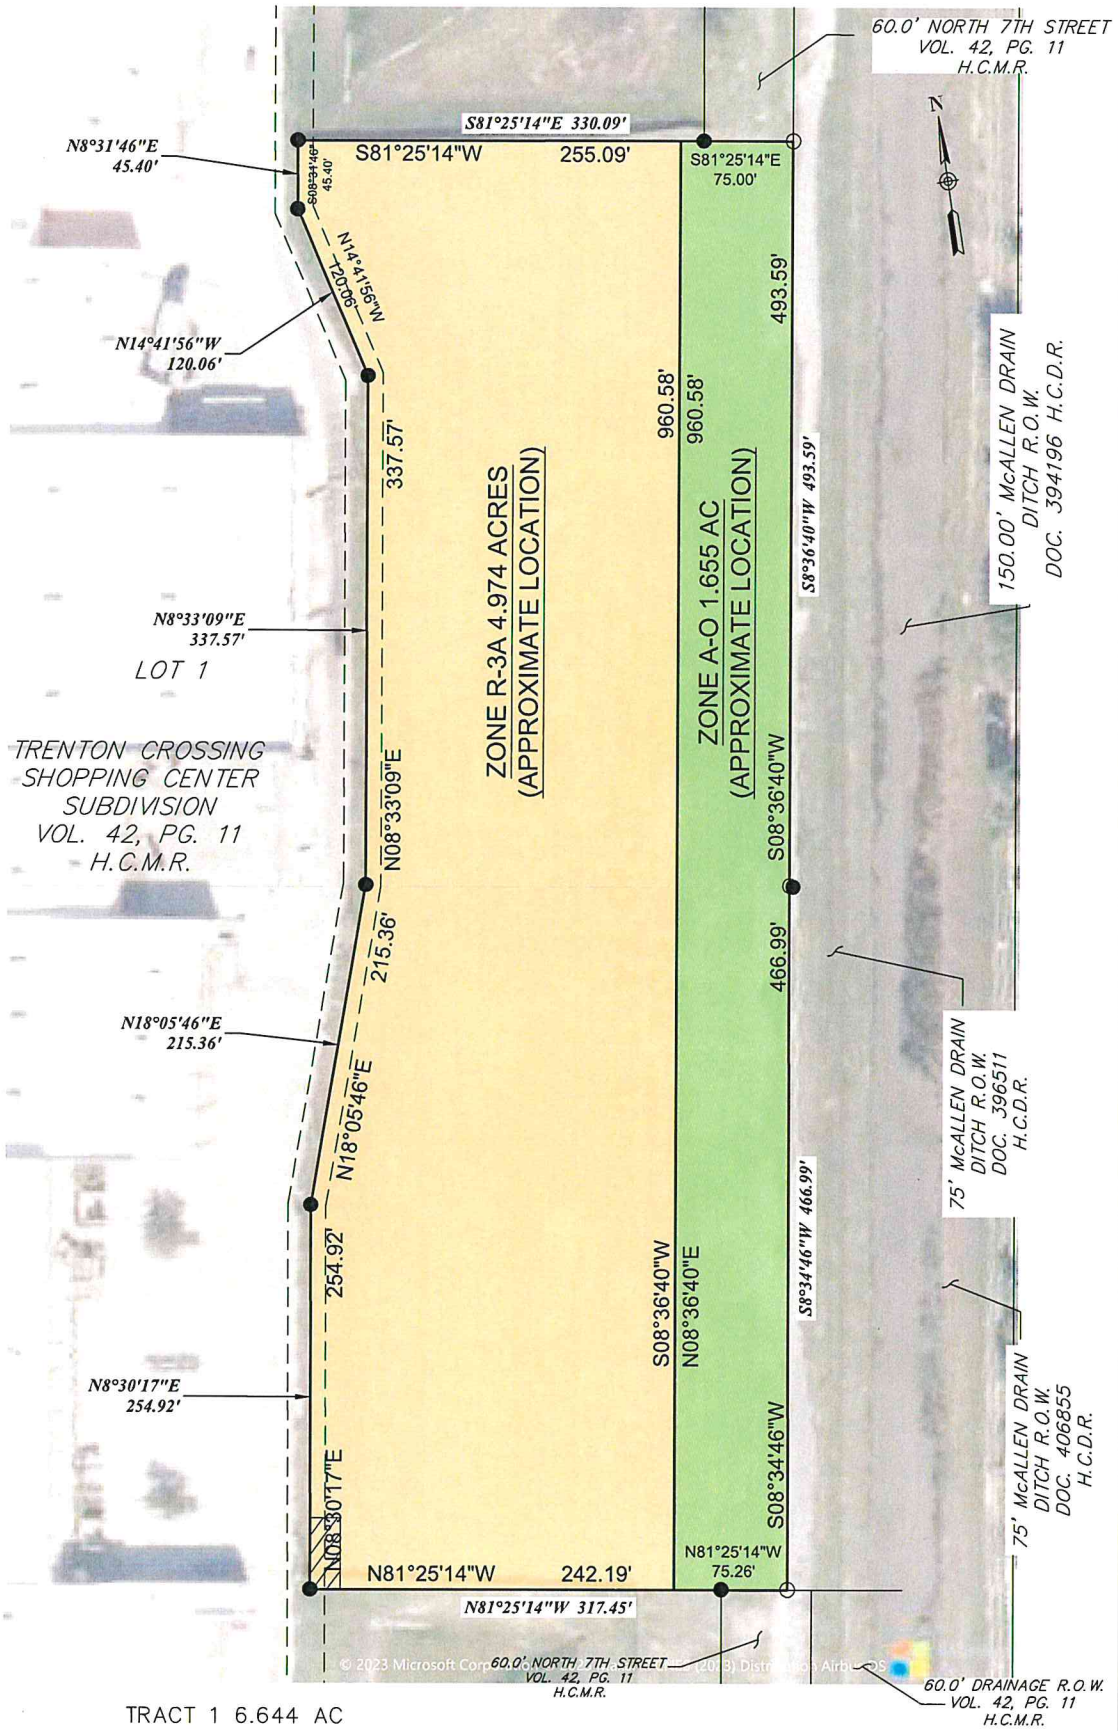 60.0' NORTH 7TH STREET
VOL. 42, PG. 11
H.C.M.R.
N
S81°25'14"E 330.09'
S81°25'14"W 255.09'
S81°25'14"E
75.00'
N8°31'46"E
45.40'
S08°31'46"
45.40'
N14°41'56"W
120.06'
N14°41'56"W
120.06'
493.59'
960.58'
960.58'
337.57'
ZONE R-3A 4.974 ACRES
(APPROXIMATE LOCATION)
ZONE A-O 1.655 AC
(APPROXIMATE LOCATION)
S8°36'40"W 493.59'
150.00' McALLEN DRAIN
DITCH R.O.W.
DOC. 394196 H.C.D.R.
N8°33'09"E
337.57'
LOT 1
TRENTON CROSSING
SHOPPING CENTER
SUBDIVISION
VOL. 42, PG. 11
H.C.M.R.
N08°33'09"E
S08°36'40"W
215.36'
466.99'
N18°05'46"E
215.36'
N18°05'46"E
75' McALLEN DRAIN
DITCH R.O.W.
DOC. 396511
H.C.D.R.
254.92'
S08°36'40"W
N08°36'40"E
S8°34'46"W 466.99'
N8°30'17"E
254.92'
N08°30'17"E
S08°34'46"W
75' McALLEN DRAIN
DITCH R.O.W.
DOC. 406855
H.C.D.R.
N81°25'14"W 242.19'
N81°25'14"W
75.26'
N81°25'14"W 317.45'
© 2023 Microsoft (2023) Airbus DS
60.0' NORTH 7TH STREET
VOL. 42, PG. 11
H.C.M.R.
60.0' DRAINAGE R.O.W.
VOL. 42, PG. 11
H.C.M.R.
TRACT 1 6.644 AC